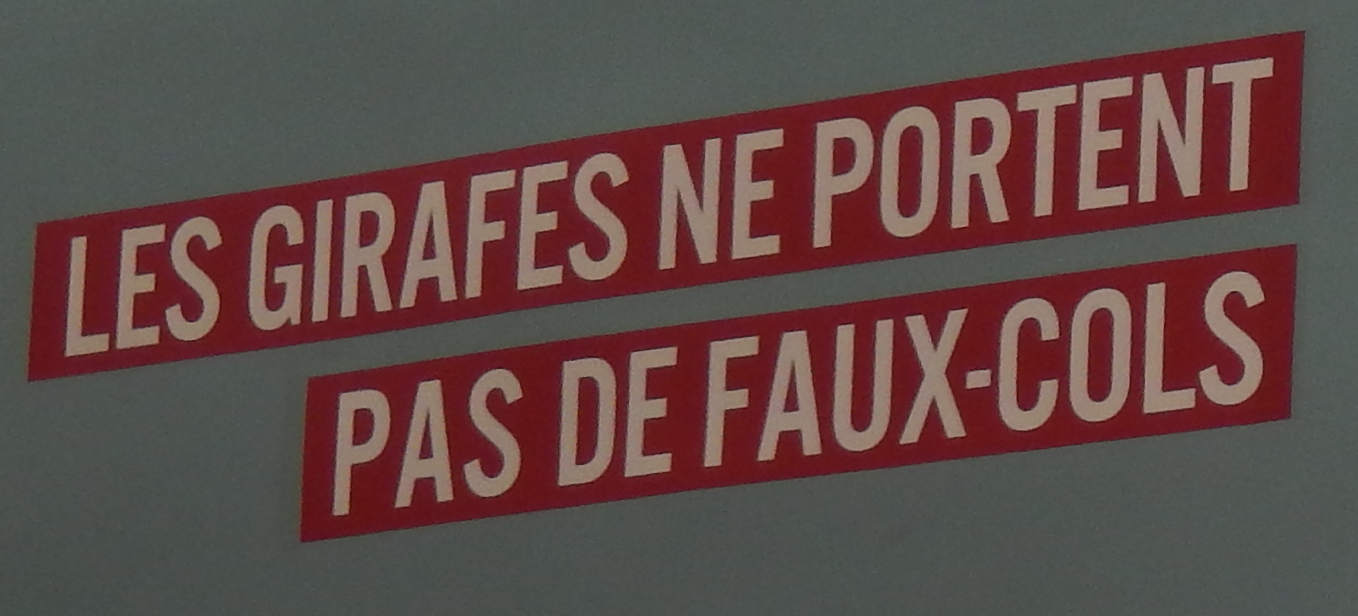 LES GIRAFES NE PORTENT
PAS DE FAUX-COLS